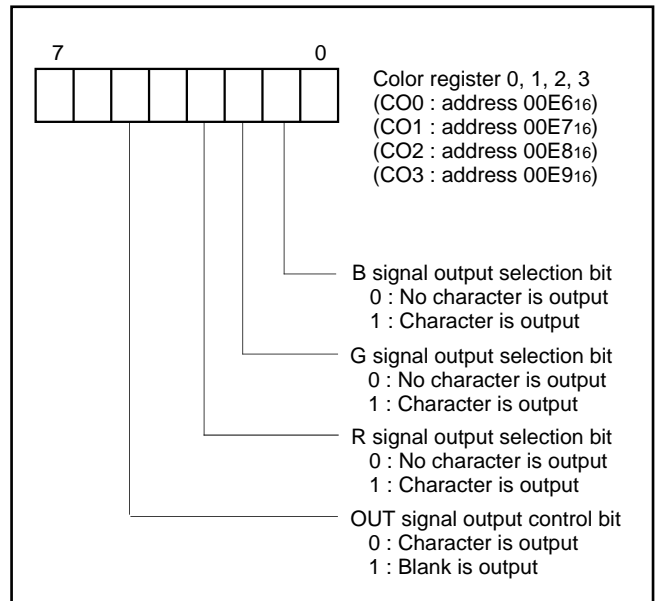 7 0
Color register 0, 1, 2, 3
(CO0 : address 00E616)
(CO1 : address 00E716)
(CO2 : address 00E816)
(CO3 : address 00E916)
B signal output selection bit
0 : No character is output
1 : Character is output
G signal output selection bit
0 : No character is output
1 : Character is output
R signal output selection bit
0 : No character is output
1 : Character is output
OUT signal output control bit
0 : Character is output
1 : Blank is output